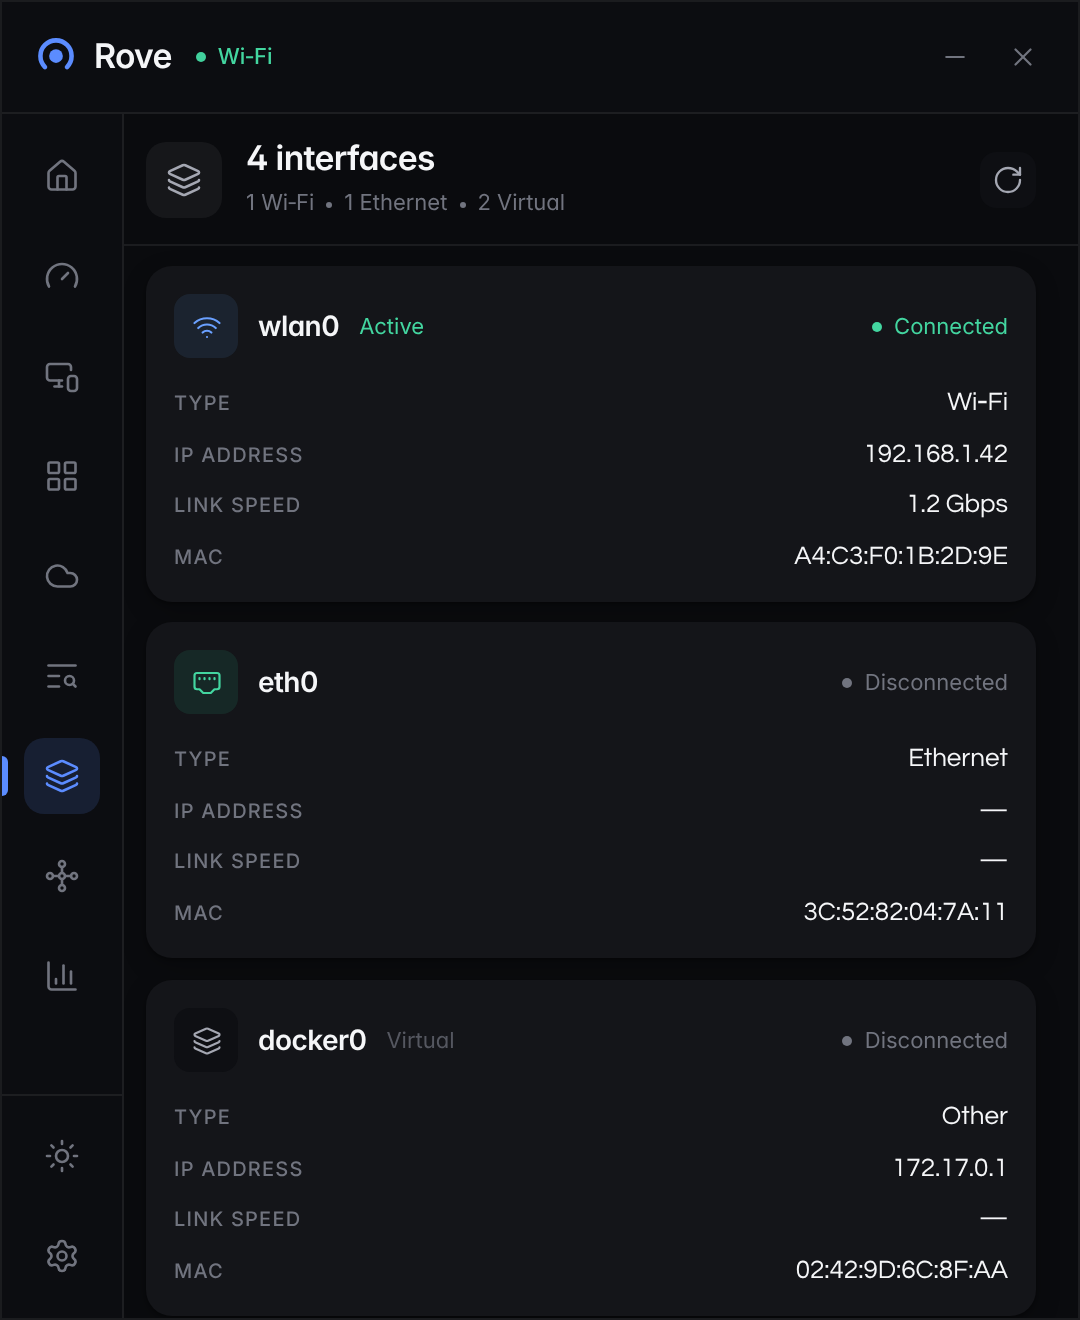 Rove • Wi-Fi
4 interfaces
1 Wi-Fi • 1 Ethernet • 2 Virtual
wlan0 Active • Connected
TYPE Wi-Fi
IP ADDRESS 192.168.1.42
LINK SPEED 1.2 Gbps
MAC A4:C3:F0:1B:2D:9E
eth0 • Disconnected
TYPE Ethernet
IP ADDRESS —
LINK SPEED —
MAC 3C:52:82:04:7A:11
docker0 Virtual • Disconnected
TYPE Other
IP ADDRESS 172.17.0.1
LINK SPEED —
MAC 02:42:9D:6C:8F:AA